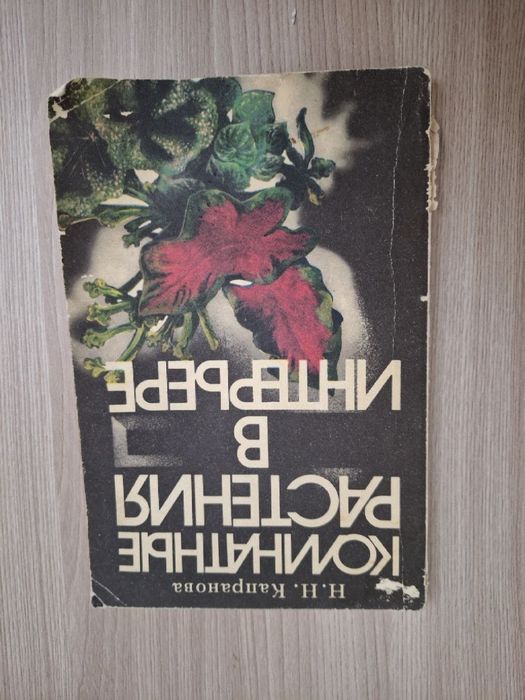 Н.Н. Капранова
КОМНАТНЫЕ
РАСТЕНИЯ
В
ИНТЕРЬЕРЕ